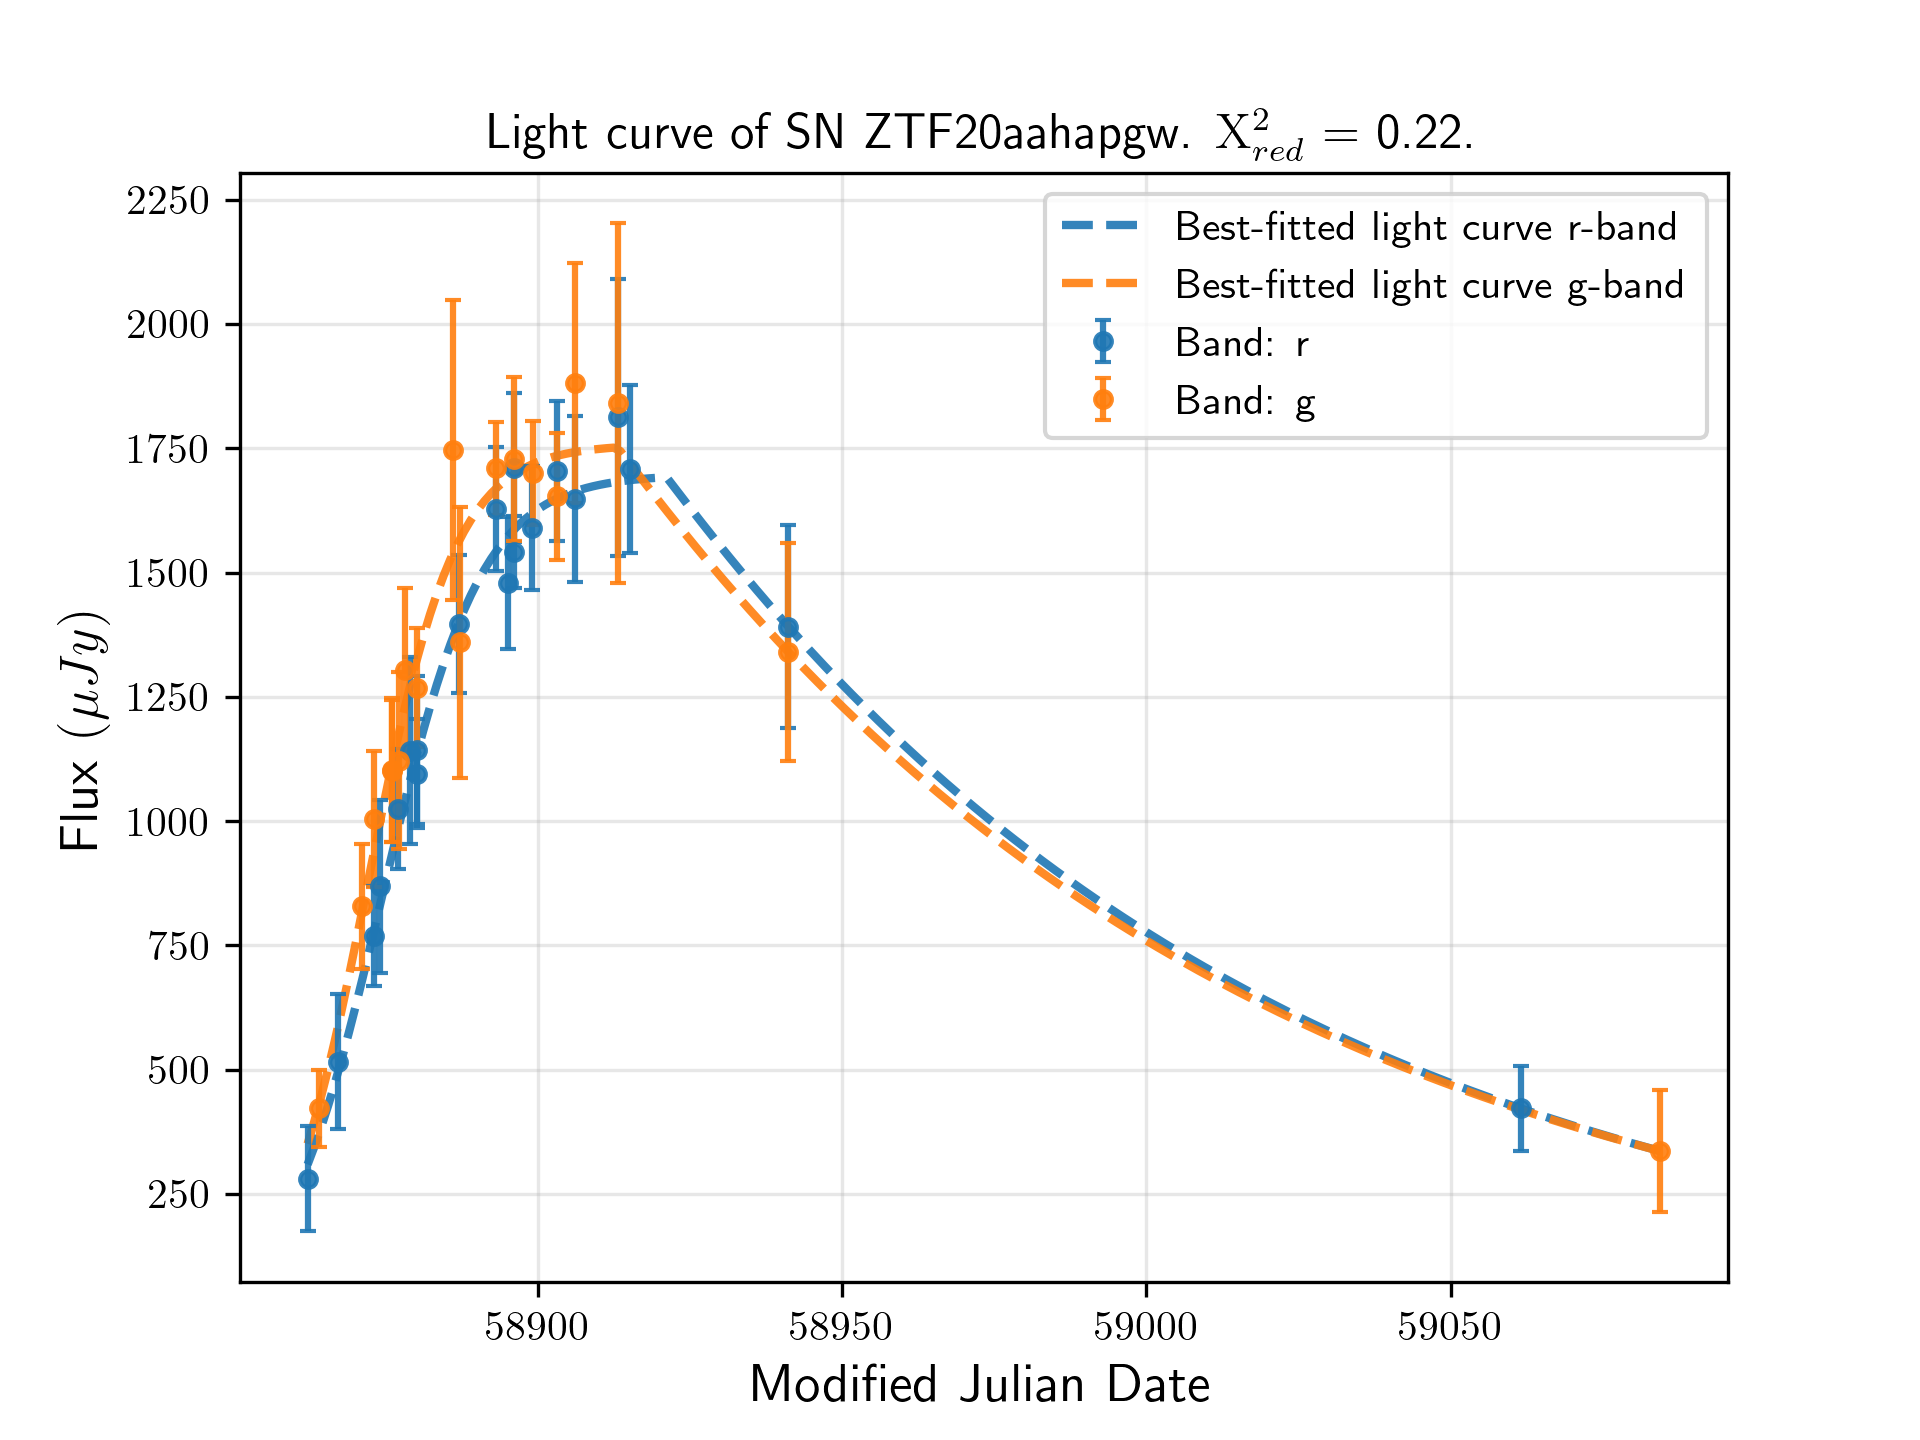 Light curve of SN ZTF20aahapgw. X²_red = 0.22.
2250
2000
1750
1500
1250
1000
750
500
250
Flux (μJy)
Best-fitted light curve r-band
Best-fitted light curve g-band
Band: r
Band: g
58900 58950 59000 59050
Modified Julian Date